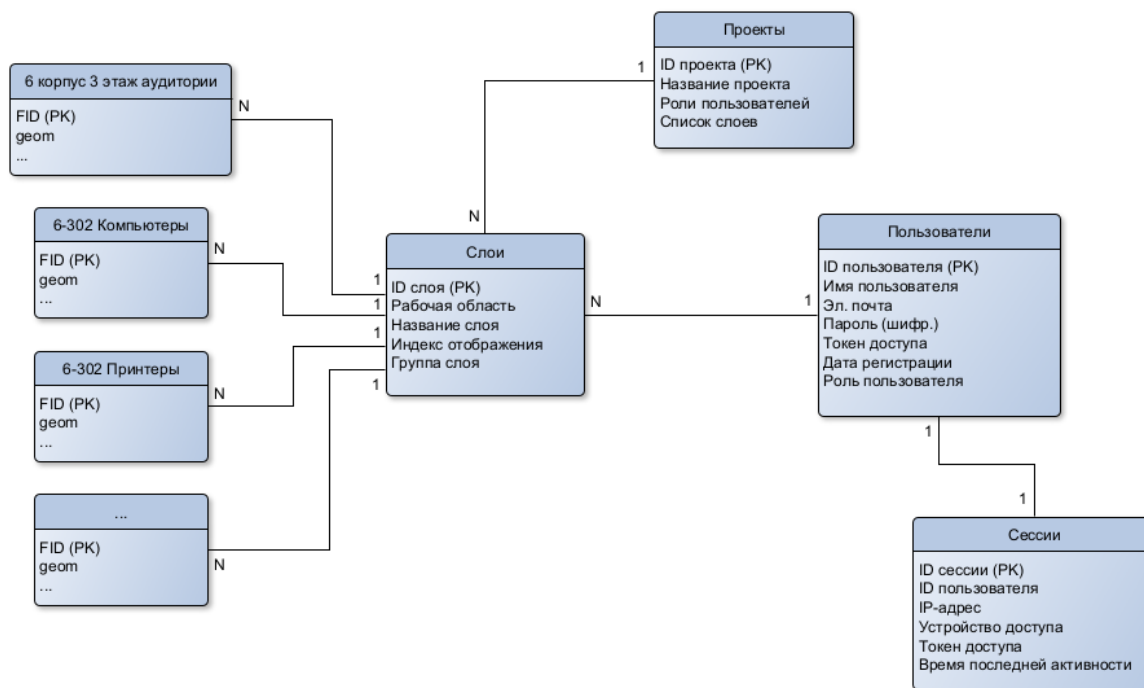 Проекты
ID проекта (PK)
Название проекта
Роли пользователей
Список слоев
1
N
6 корпус 3 этаж аудитории
FID (PK)
geom
...
N
6-302 Компьютеры
FID (PK)
geom
...
N
6-302 Принтеры
FID (PK)
geom
...
N
...
FID (PK)
geom
...
N
Слои
ID слоя (PK)
Рабочая область
Название слоя
Индекс отображения
Группа слоя
1
1
1
1
N
1
Пользователи
ID пользователя (PK)
Имя пользователя
Эл. почта
Пароль (шифр.)
Токен доступа
Дата регистрации
Роль пользователя
1
1
Сессии
ID сессии (PK)
ID пользователя
IP-адрес
Устройство доступа
Токен доступа
Время последней активности